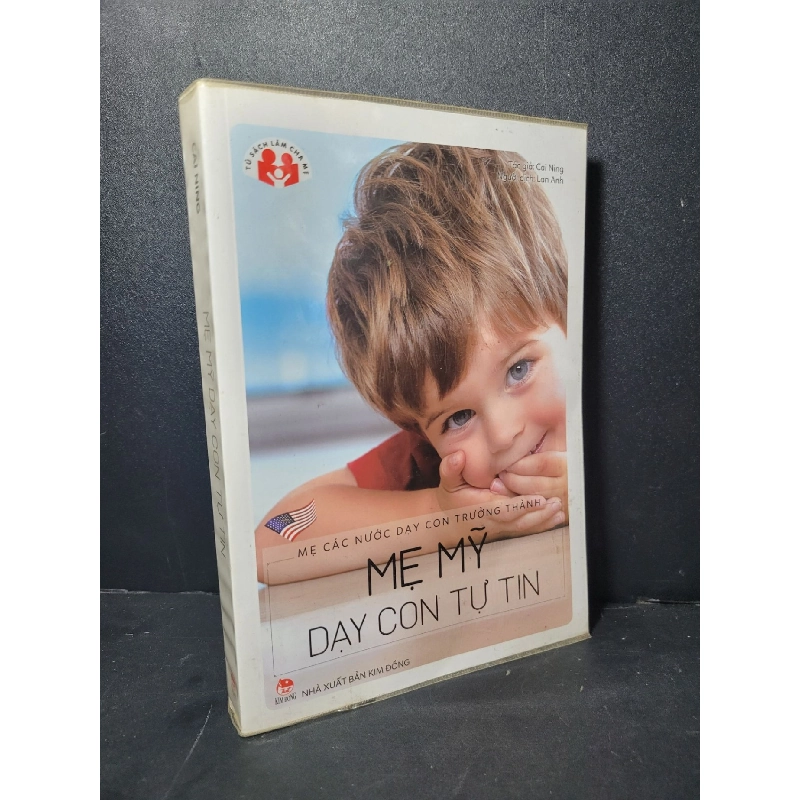 TỦ SÁCH LÀM CHA MẸ
Tác giả: Cai Ning
Người dịch: Lan Anh
CAI NING
MẸ MỸ DẠY CON TỰ TIN
MẸ CÁC NƯỚC DẠY CON TRƯỞNG THÀNH
MẸ MỸ
DẠY CON TỰ TIN
KIM ĐỒNG
NHÀ XUẤT BẢN KIM ĐỒNG